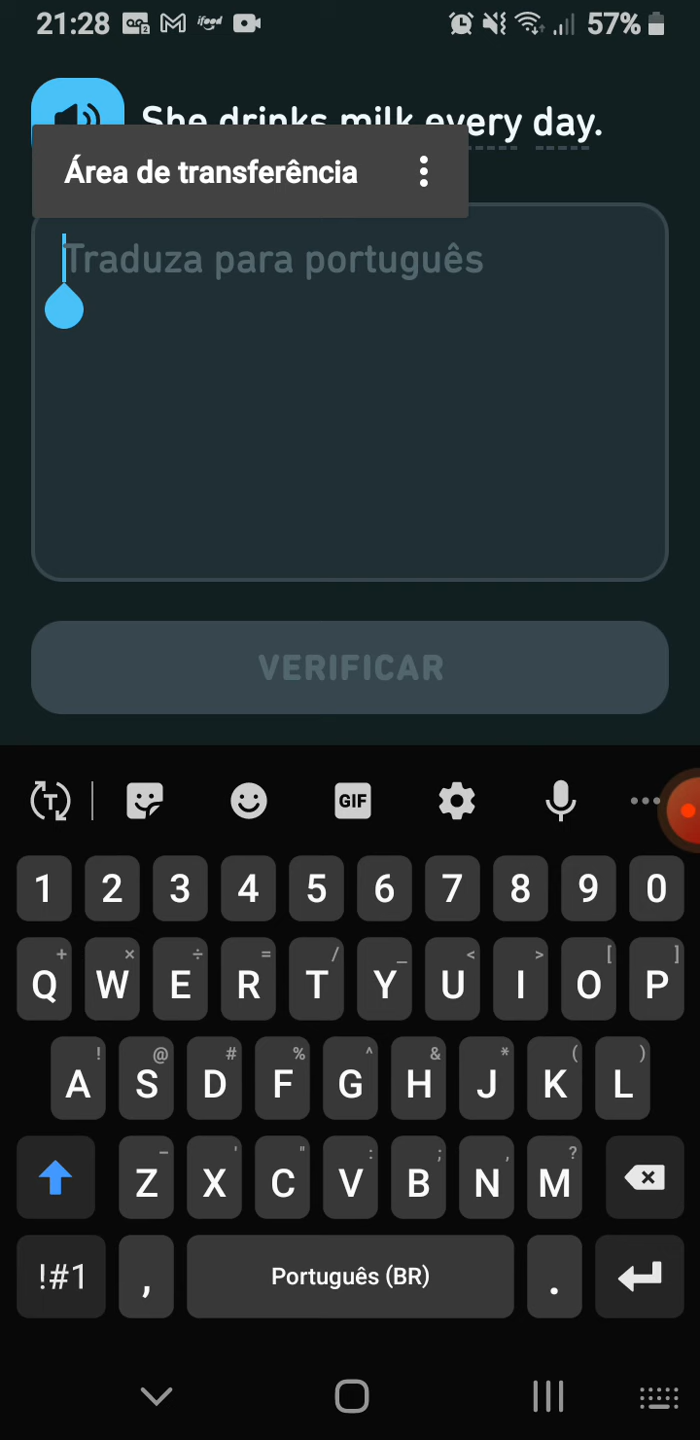 21:28 ifood 57%
She drinks milk every day.
Área de transferência
Traduza para português
VERIFICAR
T GIF
1 2 3 4 5 6 7 8 9 0
+ × ÷ = / _ < > [ ]
Q W E R T Y U I O P
! @ # % ^ & * ( )
A S D F G H J K L
- ' " : ; , ?
Z X C V B N M
!#1 , Português (BR) .